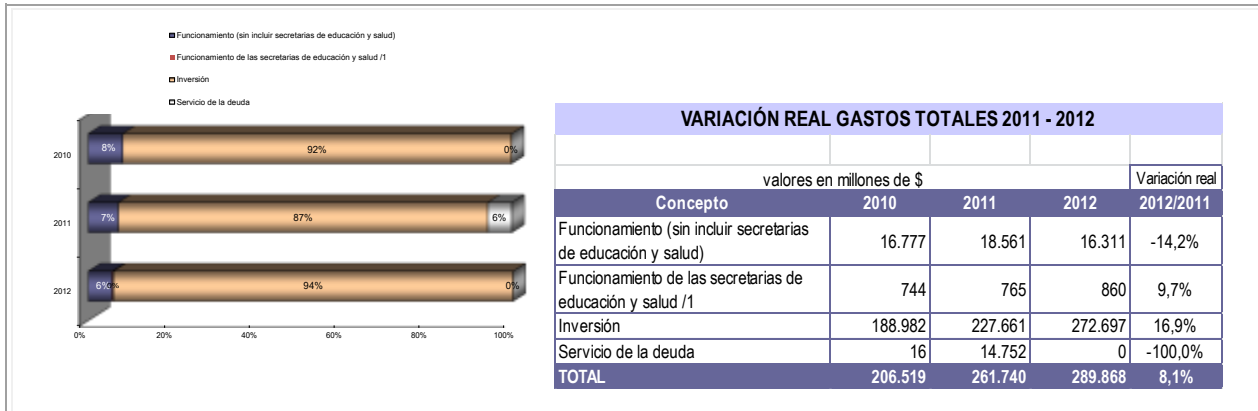 Funcionamiento (sin incluir secretarias de educación y salud)
Funcionamiento de las secretarias de educación y salud /1
Inversión
Servicio de la deuda
2010 8% 92% 0%
2011 7% 87% 6%
2012 6% 0% 94% 0%
0% 20% 40% 60% 80% 100%
VARIACIÓN REAL GASTOS TOTALES 2011 - 2012
valores en millones de $ Variación real
Concepto 2010 2011 2012 2012/2011
Funcionamiento (sin incluir secretarias
de educación y salud) 16.777 18.561 16.311 -14,2%
Funcionamiento de las secretarias de
educación y salud /1 744 765 860 9,7%
Inversión 188.982 227.661 272.697 16,9%
Servicio de la deuda 16 14.752 0 -100,0%
TOTAL 206.519 261.740 289.868 8,1%